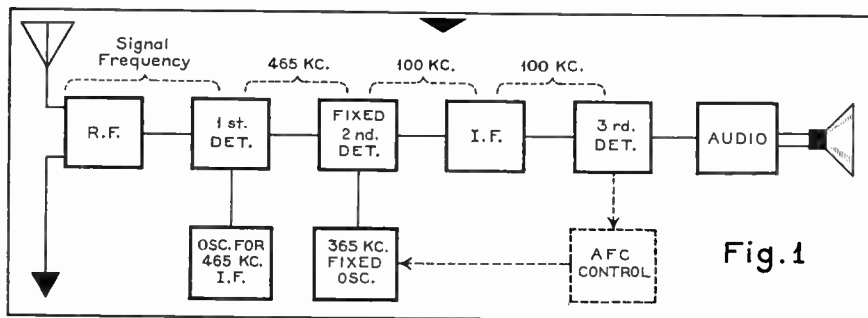 Signal
Frequency
465 KC.
100 KC.
100 KC.
R.F.
1 st.
DET.
FIXED
2 nd.
DET.
I.F.
3 rd.
DET.
AUDIO
OSC. FOR
465 KC.
I.F.
365 KC.
FIXED
OSC.
AFC
CONTROL
Fig. 1